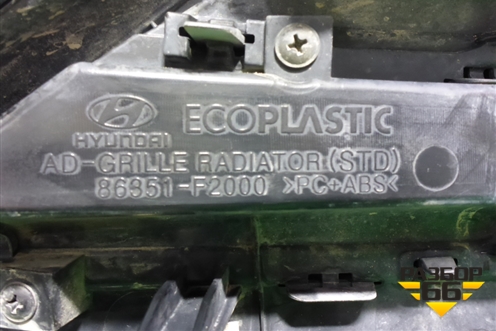 ECOPLASTIC
HYUNDAI
AD-GRILLE RADIATOR (STD)
86351-F2000 >PC+ABS<
РАЗБОР
66